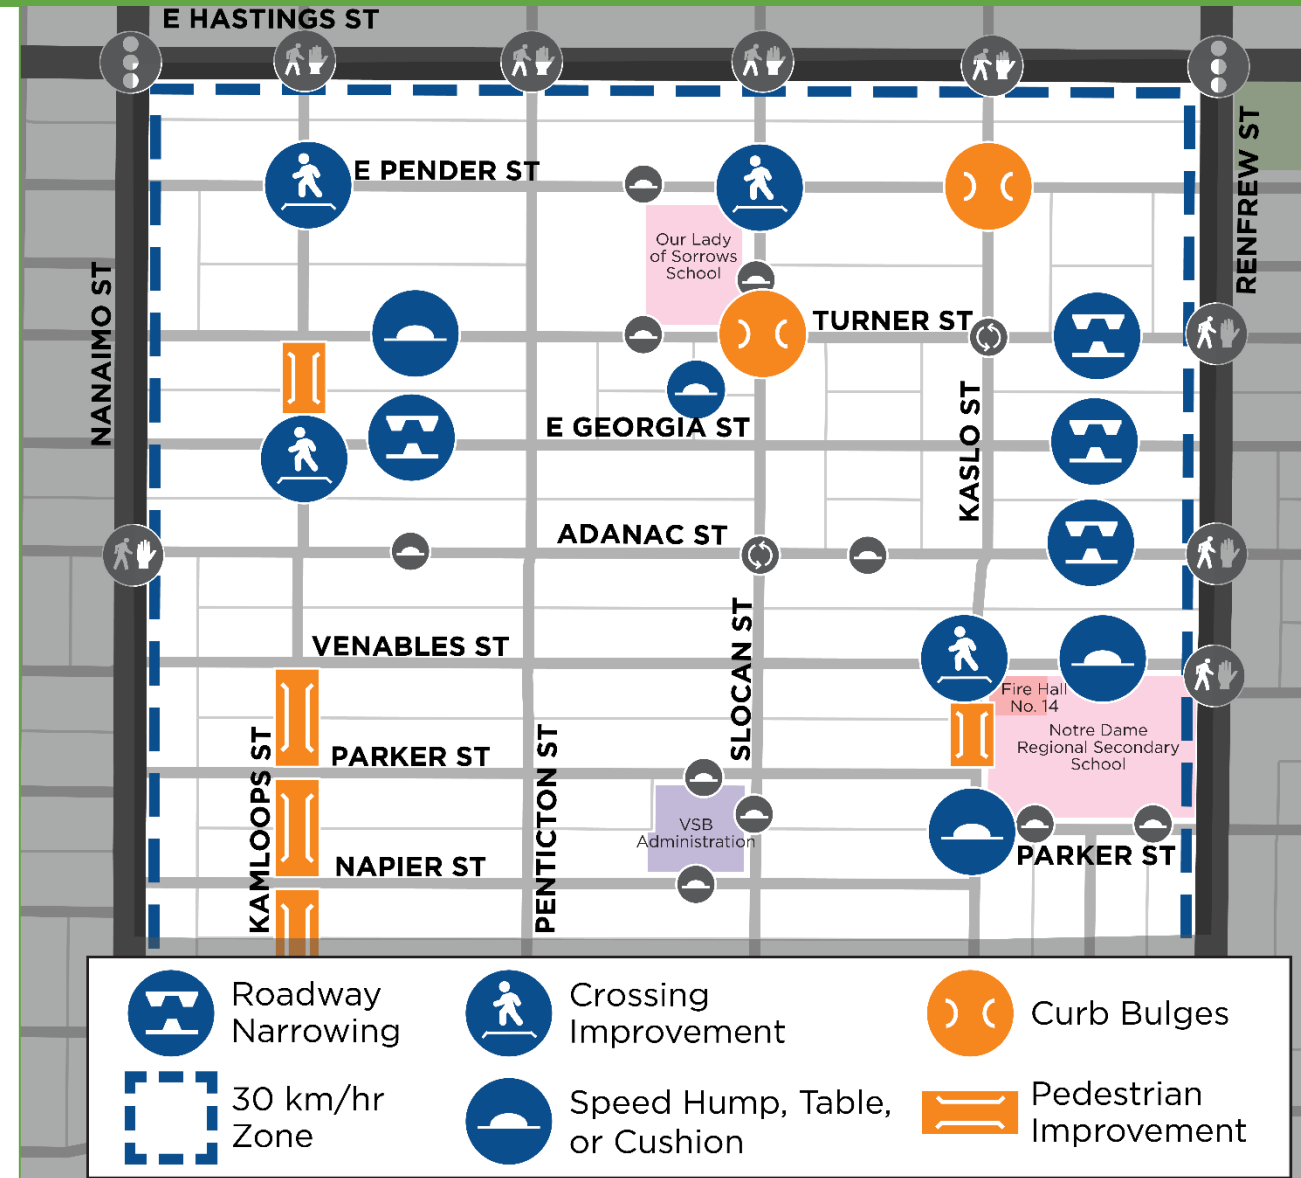 E HASTINGS ST
E PENDER ST
Our Lady
of Sorrows
School
RENFREW ST
NANAIMO ST
TURNER ST
E GEORGIA ST
KASLO ST
ADANAC ST
VENABLES ST
SLOCAN ST
Fire Hall
No. 14
Notre Dame
Regional Secondary
School
KAMLOOPS ST
PARKER ST
PENTICTON ST
VSB
Administration
PARKER ST
NAPIER ST
Roadway
Narrowing
Crossing
Improvement
Curb Bulges
30 km/hr
Zone
Speed Hump, Table,
or Cushion
Pedestrian
Improvement